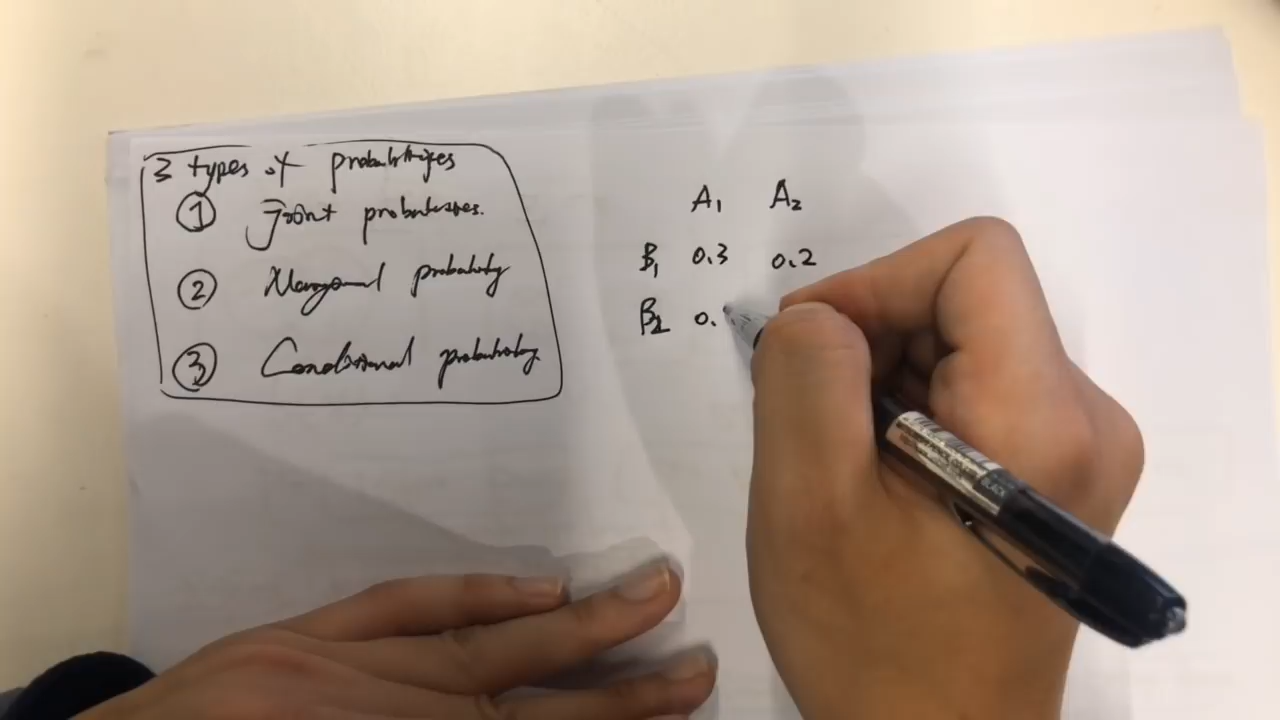 3 types of probabilities
① Joint probabilities.
② Marginal probability
③ Conditional probability
A₁ A₂
B₁ 0.3 0.2
B₂ 0.
BLACK